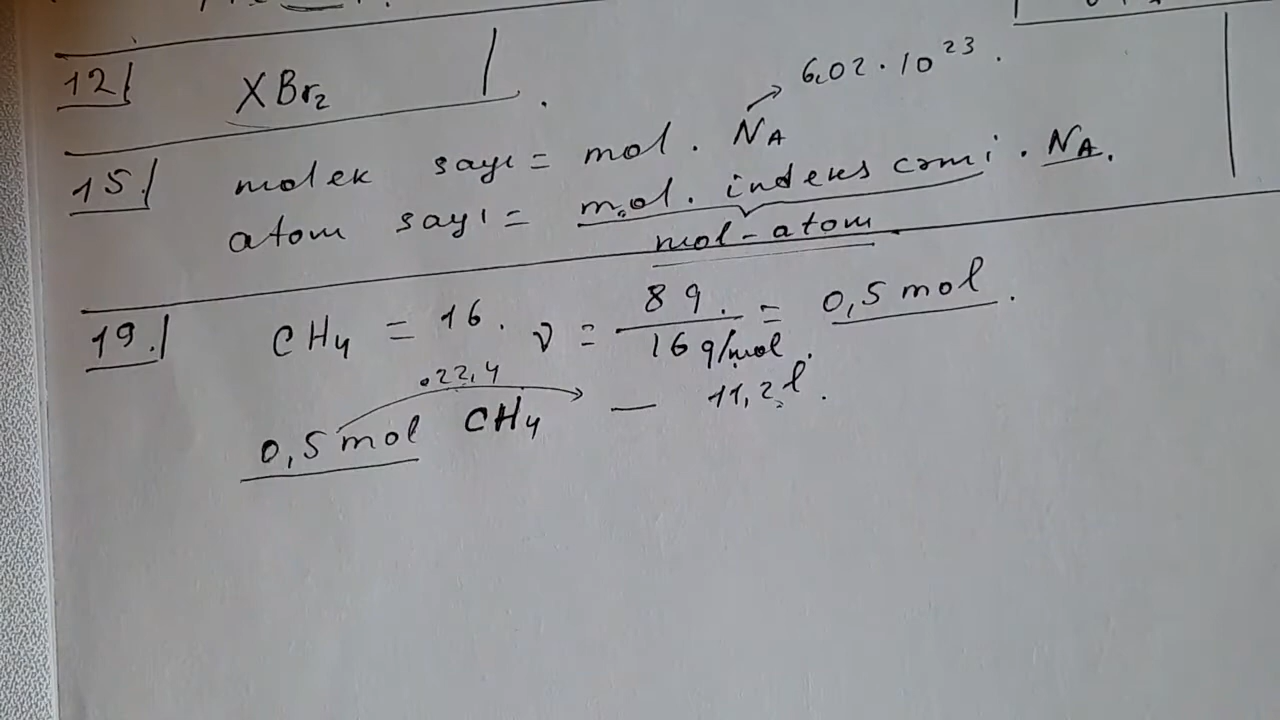 12/ XBr₂
15./ molek sayı = mol . NA → 6,02 · 10²³ .
atom sayı = mol. indeks cəmi . NA.
mol-atom
19./ CH₄ = 16. ν = 8 q. / 16 q/mol. = 0,5 mol .
.22,4
0,5 mol CH₄ — 11,2 l .